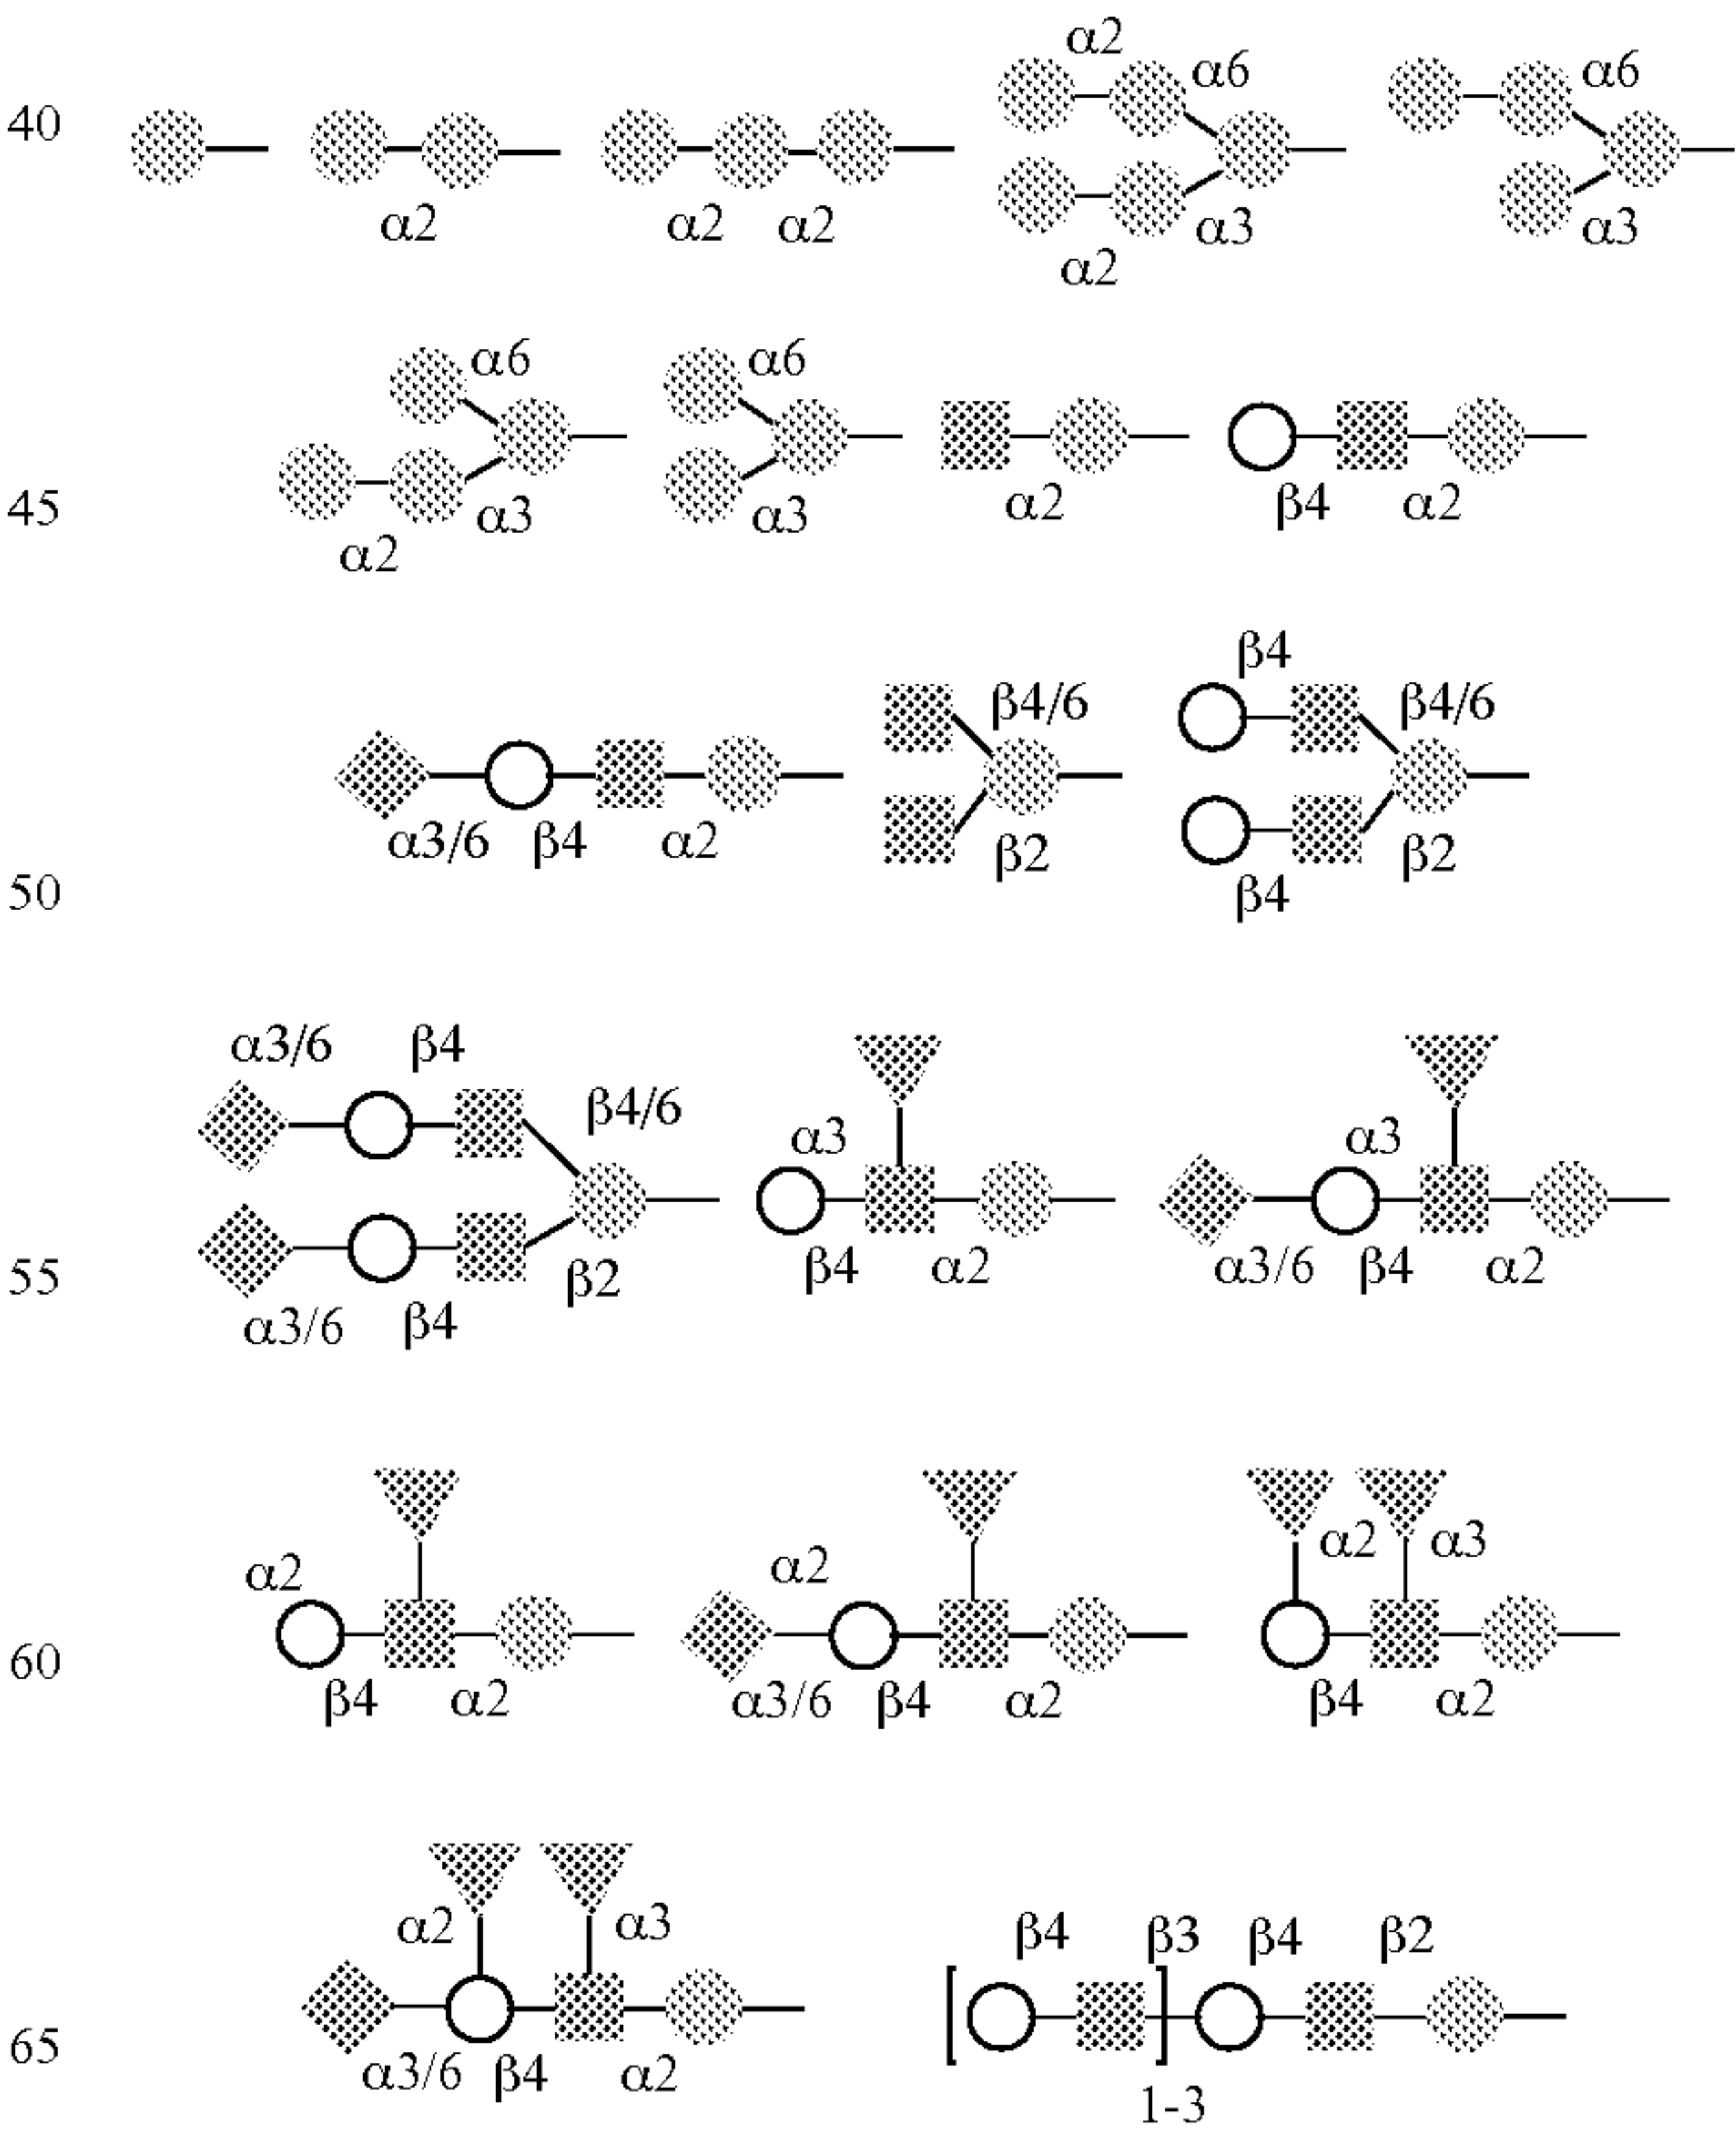 α2
α6 α6
40
α2 α2 α2 α3 α3
α2
α6 α6
45 α3 α3 α2 β4 α2
α2
β4
β4/6 β4/6
α3/6 β4 α2 β2 β2
50 β4
α3/6 β4
β4/6
α3 α3
55 β2 β4 α2 α3/6 β4 α2
α3/6 β4
α2 α3
α2 α2
60
β4 α2 α3/6 β4 α2 β4 α2
α2 α3 β4 β3 β4 β2
[ ]
65
α3/6 β4 α2
1-3